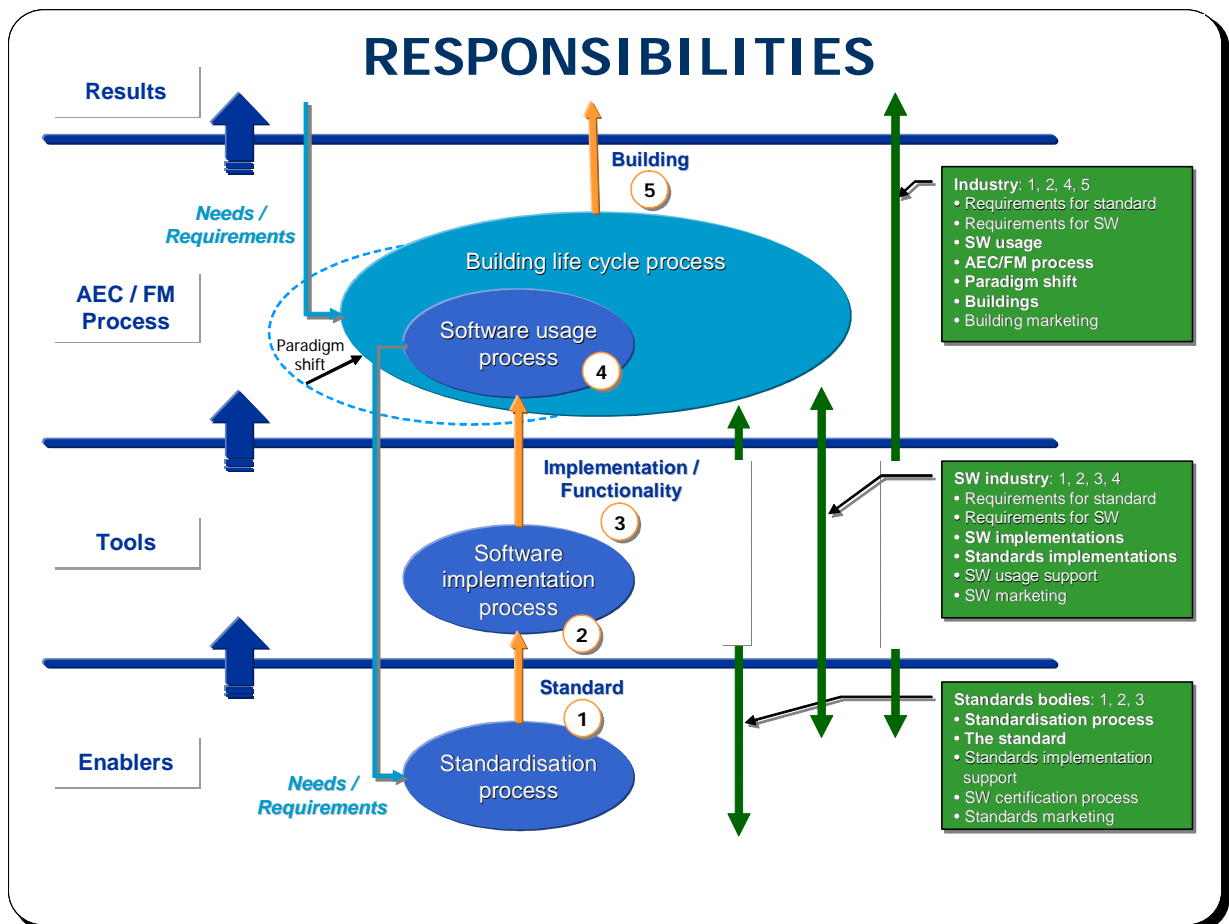 RESPONSIBILITIES
Results
Building
5
Needs /
Requirements
Building life cycle process
AEC / FM
Process
Software usage
process
4
Paradigm
shift
Implementation /
Functionality
3
Tools
Software
implementation
process
2
Standard
1
Enablers
Standardisation
process
Needs /
Requirements
Industry: 1, 2, 4, 5
• Requirements for standard
• Requirements for SW
• SW usage
• AEC/FM process
• Paradigm shift
• Buildings
• Building marketing
SW industry: 1, 2, 3, 4
• Requirements for standard
• Requirements for SW
• SW implementations
• Standards implementations
• SW usage support
• SW marketing
Standards bodies: 1, 2, 3
• Standardisation process
• The standard
• Standards implementation
support
• SW certification process
• Standards marketing